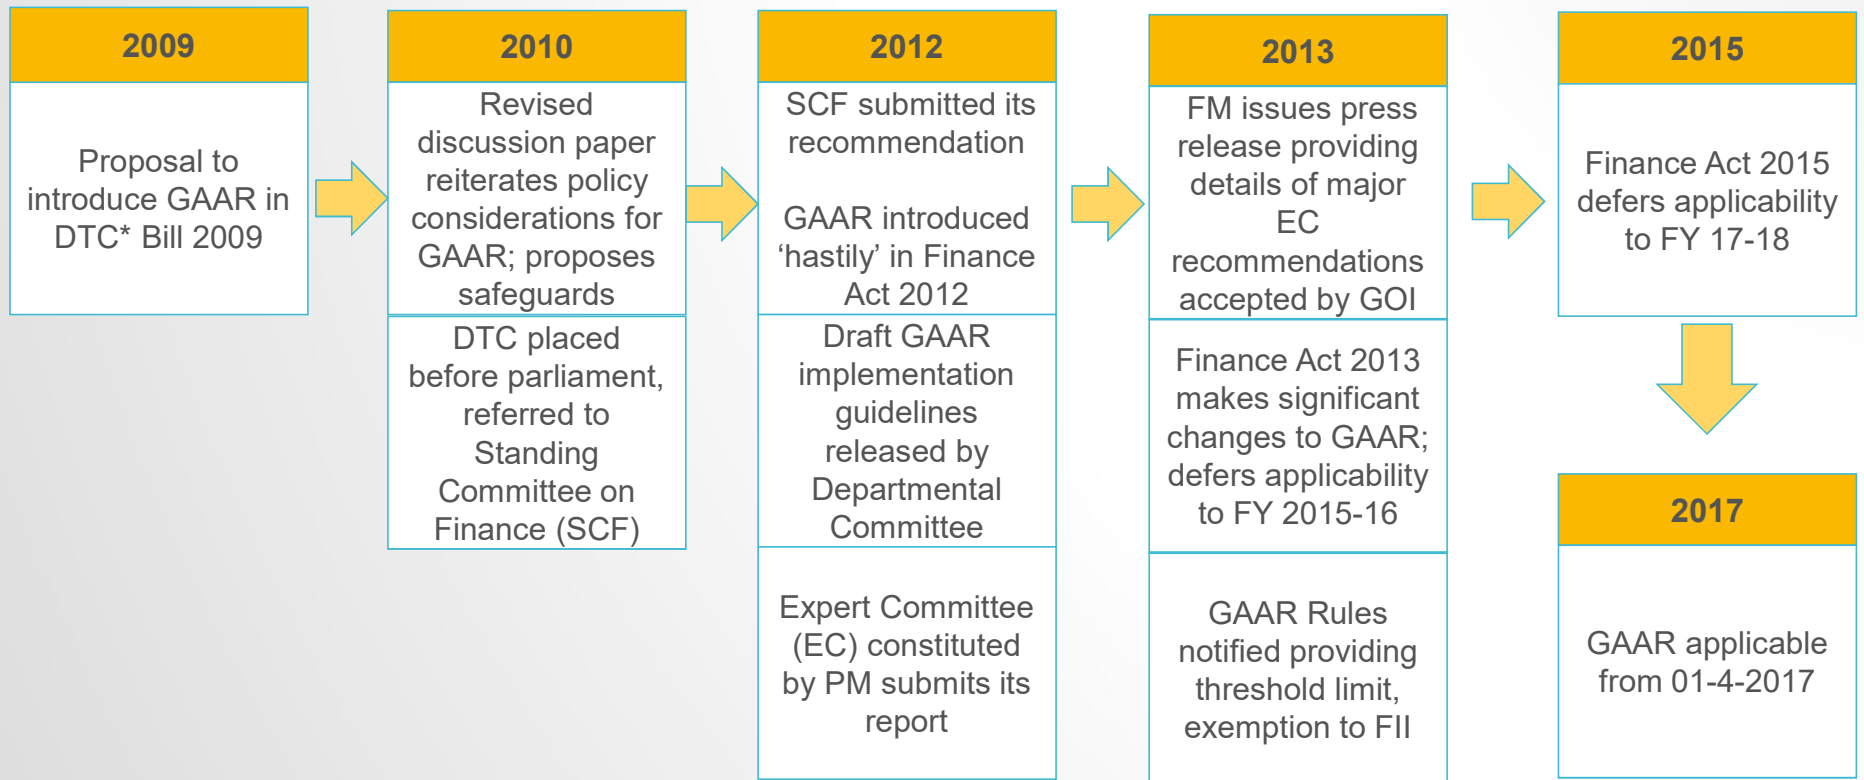 2009
Proposal to
introduce GAAR in
DTC* Bill 2009
2010
Revised
discussion paper
reiterates policy
considerations for
GAAR; proposes
safeguards
DTC placed
before parliament,
referred to
Standing
Committee on
Finance (SCF)
2012
SCF submitted its
recommendation
GAAR introduced
‘hastily’ in Finance
Act 2012
Draft GAAR
implementation
guidelines
released by
Departmental
Committee
Expert Committee
(EC) constituted
by PM submits its
report
2013
FM issues press
release providing
details of major
EC
recommendations
accepted by GOI
Finance Act 2013
makes significant
changes to GAAR;
defers applicability
to FY 2015-16
GAAR Rules
notified providing
threshold limit,
exemption to FII
2015
Finance Act 2015
defers applicability
to FY 17-18
2017
GAAR applicable
from 01-4-2017